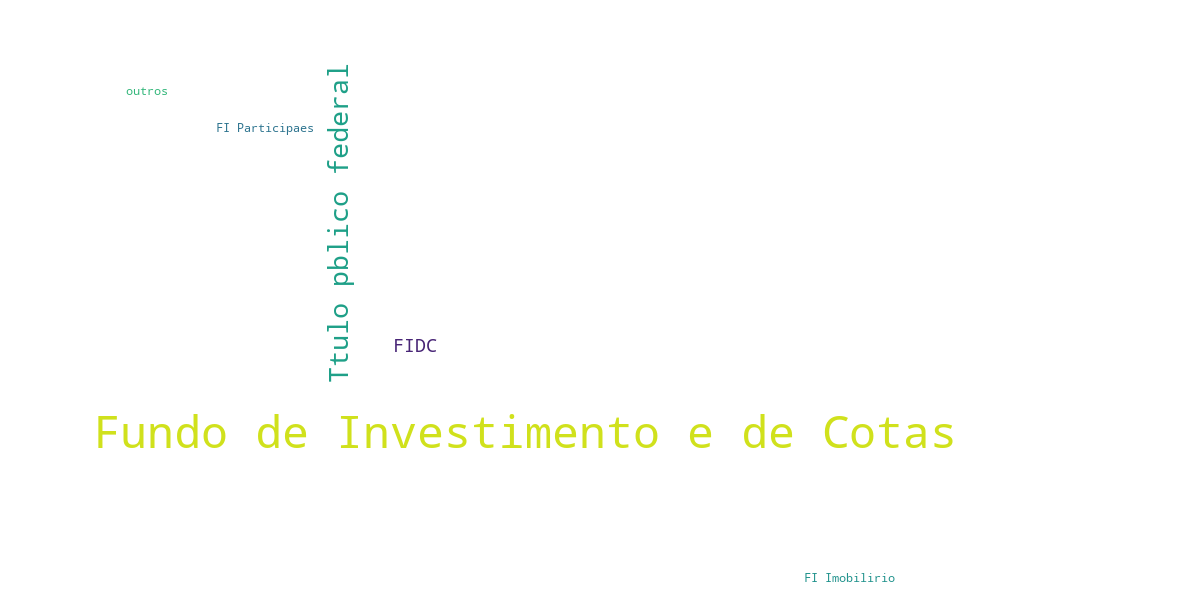 outros
FI Participaes
Ttulo pblico federal
FIDC
Fundo de Investimento e de Cotas
FI Imobilirio